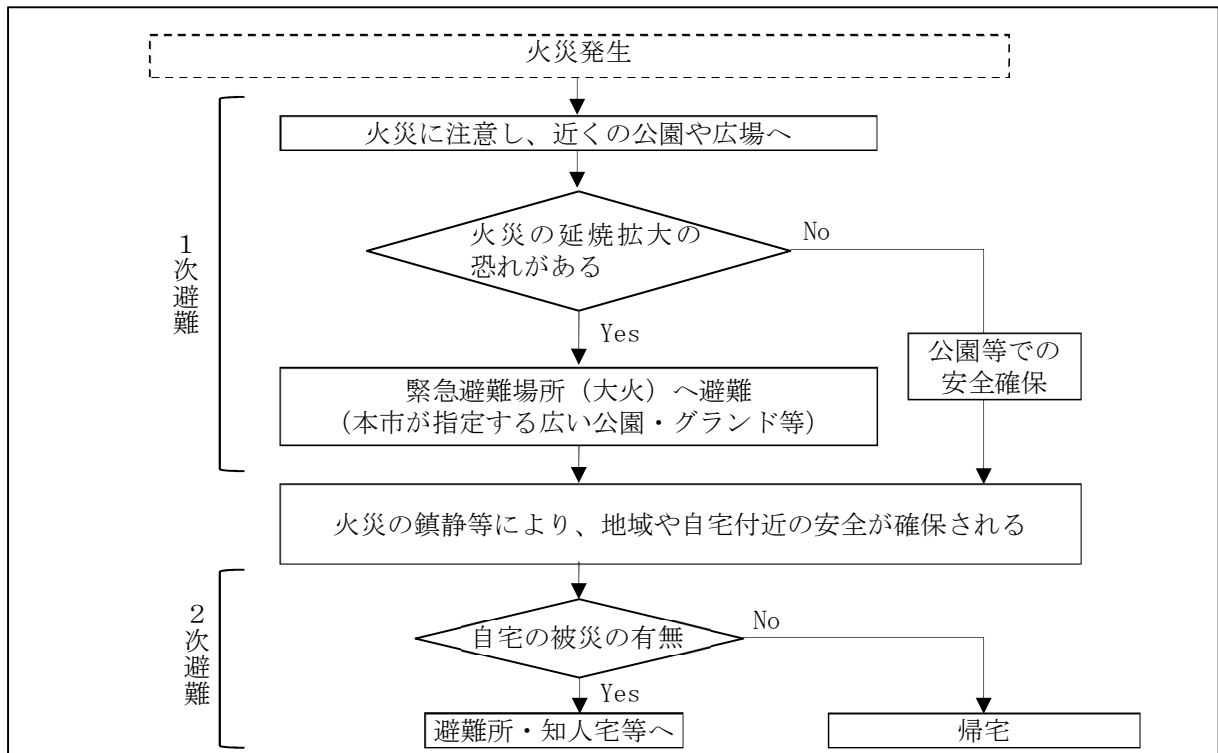 火災発生
火災に注意し、近くの公園や広場へ
1次避難
火災の延焼拡大の
恐れがある
No
Yes
公園等での
安全確保
緊急避難場所（大火）へ避難
（本市が指定する広い公園・グランド等）
火災の鎮静等により、地域や自宅付近の安全が確保される
2次避難
自宅の被災の有無
No
Yes
避難所・知人宅等へ
帰宅